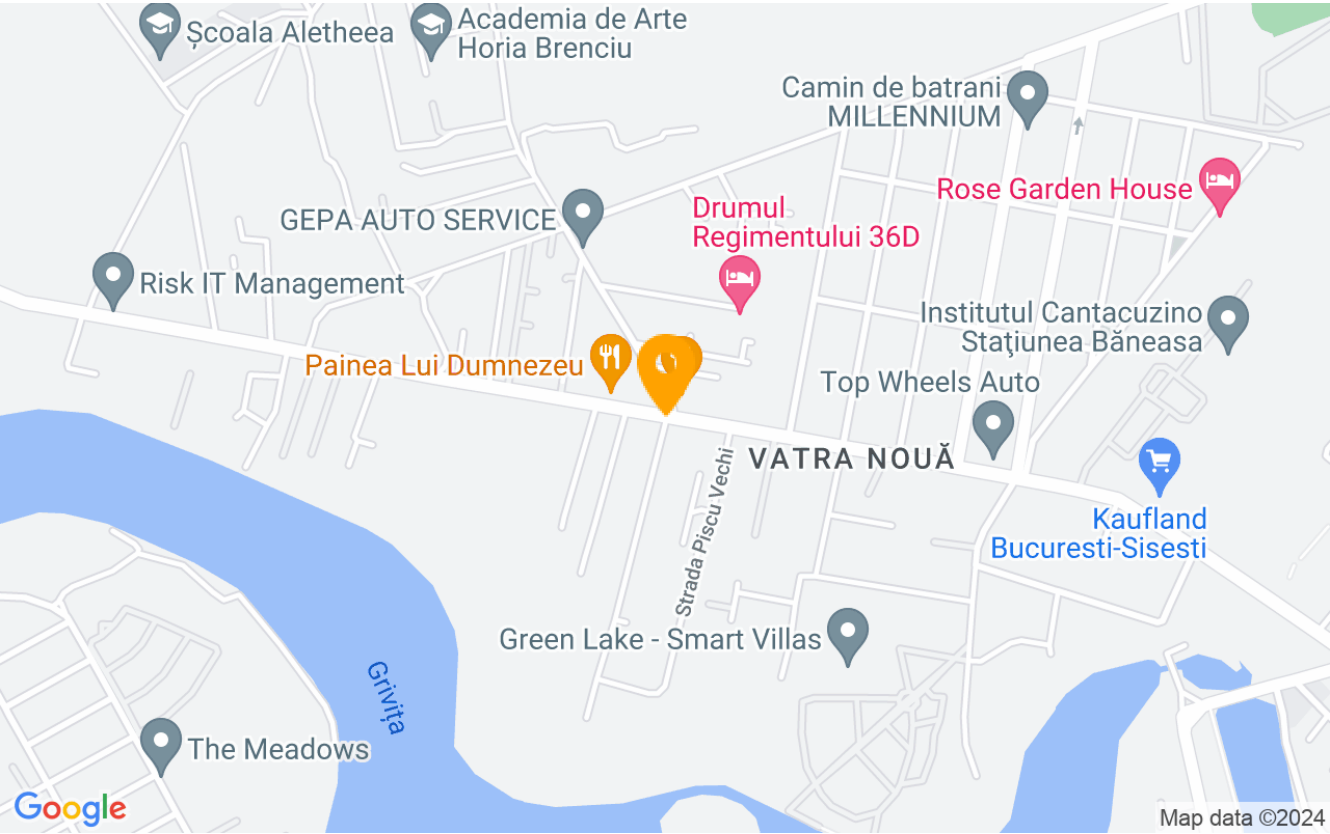 Școala Aletheea
Academia de Arte
Horia Brenciu
Camin de batrani
MILLENNIUM
Rose Garden House
Drumul
Regimentului 36D
GEPA AUTO SERVICE
Risk IT Management
Institutul Cantacuzino
Staţiunea Băneasa
Painea Lui Dumnezeu
Top Wheels Auto
VATRA NOUĂ
Strada Piscu Vechi
Kaufland
Bucuresti-Sisesti
Green Lake - Smart Villas
Grivița
The Meadows
Google
Map data ©2024